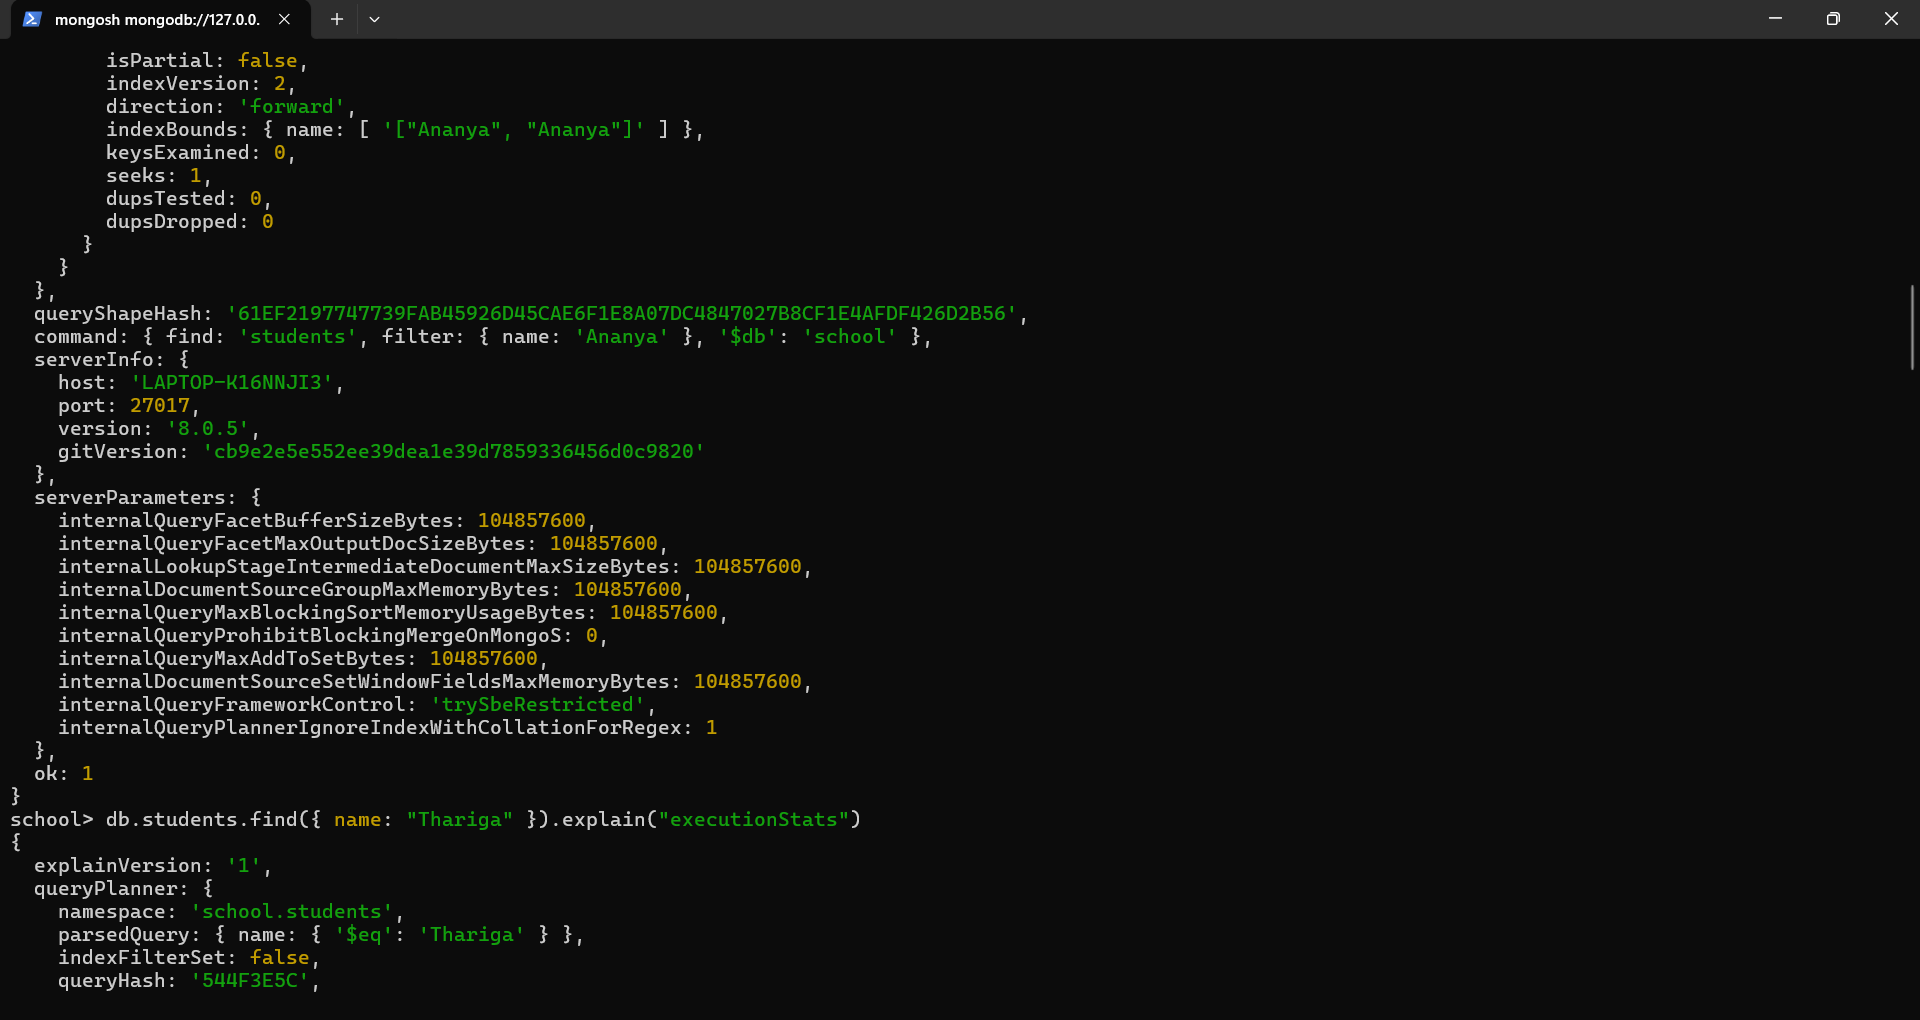 mongosh mongodb://127.0.0.
        isPartial: false,
        indexVersion: 2,
        direction: 'forward',
        indexBounds: { name: [ '["Ananya", "Ananya"]' ] },
        keysExamined: 0,
        seeks: 1,
        dupsTested: 0,
        dupsDropped: 0
      }
    }
  },
  queryShapeHash: '61EF2197747739FAB45926D45CAE6F1E8A07DC4847027B8CF1E4AFDF426D2B56',
  command: { find: 'students', filter: { name: 'Ananya' }, '$db': 'school' },
  serverInfo: {
    host: 'LAPTOP-K16NNJI3',
    port: 27017,
    version: '8.0.5',
    gitVersion: 'cb9e2e5e552ee39dea1e39d7859336456d0c9820'
  },
  serverParameters: {
    internalQueryFacetBufferSizeBytes: 104857600,
    internalQueryFacetMaxOutputDocSizeBytes: 104857600,
    internalLookupStageIntermediateDocumentMaxSizeBytes: 104857600,
    internalDocumentSourceGroupMaxMemoryBytes: 104857600,
    internalQueryMaxBlockingSortMemoryUsageBytes: 104857600,
    internalQueryProhibitBlockingMergeOnMongoS: 0,
    internalQueryMaxAddToSetBytes: 104857600,
    internalDocumentSourceSetWindowFieldsMaxMemoryBytes: 104857600,
    internalQueryFrameworkControl: 'trySbeRestricted',
    internalQueryPlannerIgnoreIndexWithCollationForRegex: 1
  },
  ok: 1
}
school> db.students.find({ name: "Thariga" }).explain("executionStats")
{
  explainVersion: '1',
  queryPlanner: {
    namespace: 'school.students',
    parsedQuery: { name: { '$eq': 'Thariga' } },
    indexFilterSet: false,
    queryHash: '544F3E5C',